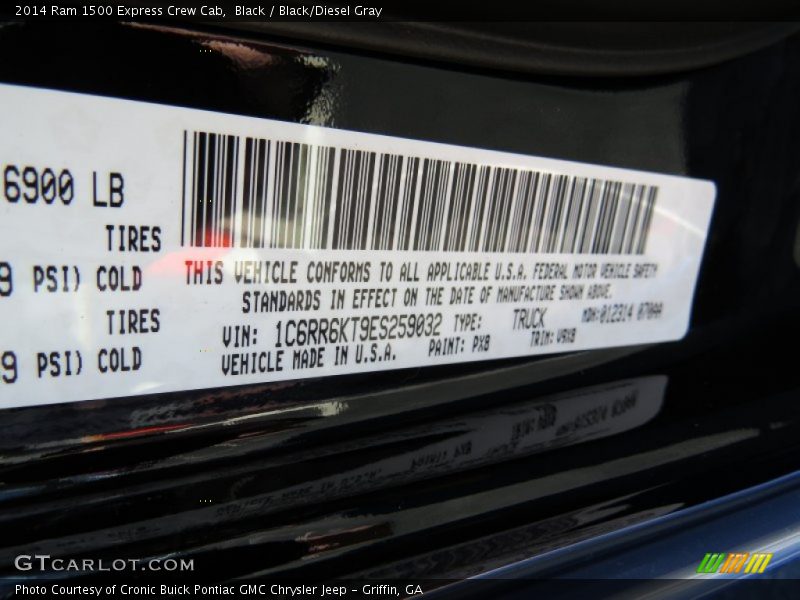 2014 Ram 1500 Express Crew Cab,  Black / Black/Diesel Gray
6900 LB
TIRES
9 PSI) COLD
TIRES
9 PSI) COLD
THIS VEHICLE CONFORMS TO ALL APPLICABLE U.S.A. FEDERAL MOTOR VEHICLE SAFETY
STANDARDS IN EFFECT ON THE DATE OF MANUFACTURE SHOWN ABOVE.
VIN: 1C6RR6KT9ES259032 TYPE: TRUCK MDH:012314
VEHICLE MADE IN U.S.A. PAINT: PX8 TRIM:
GTCARLOT.COM
Photo Courtesy of Cronic Buick Pontiac GMC Chrysler Jeep - Griffin, GA